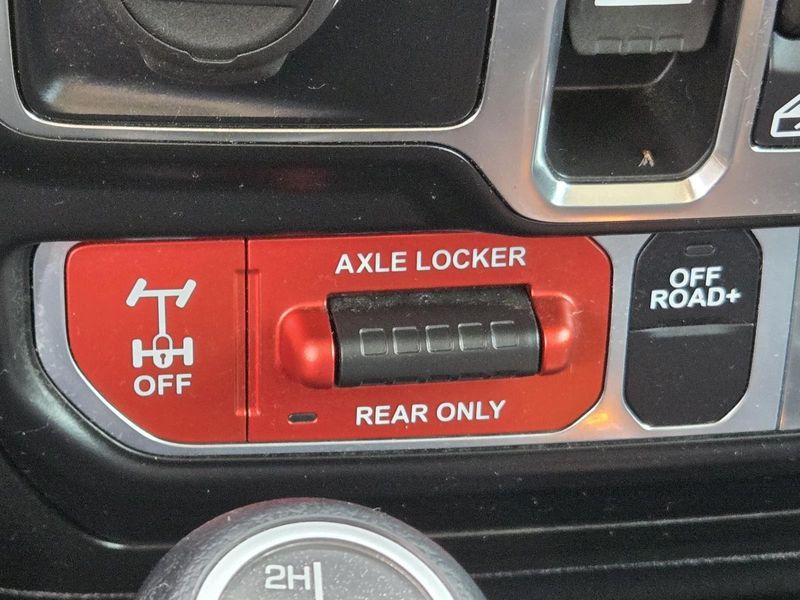 AXLE LOCKER
OFF
REAR ONLY
OFF
ROAD+
2H